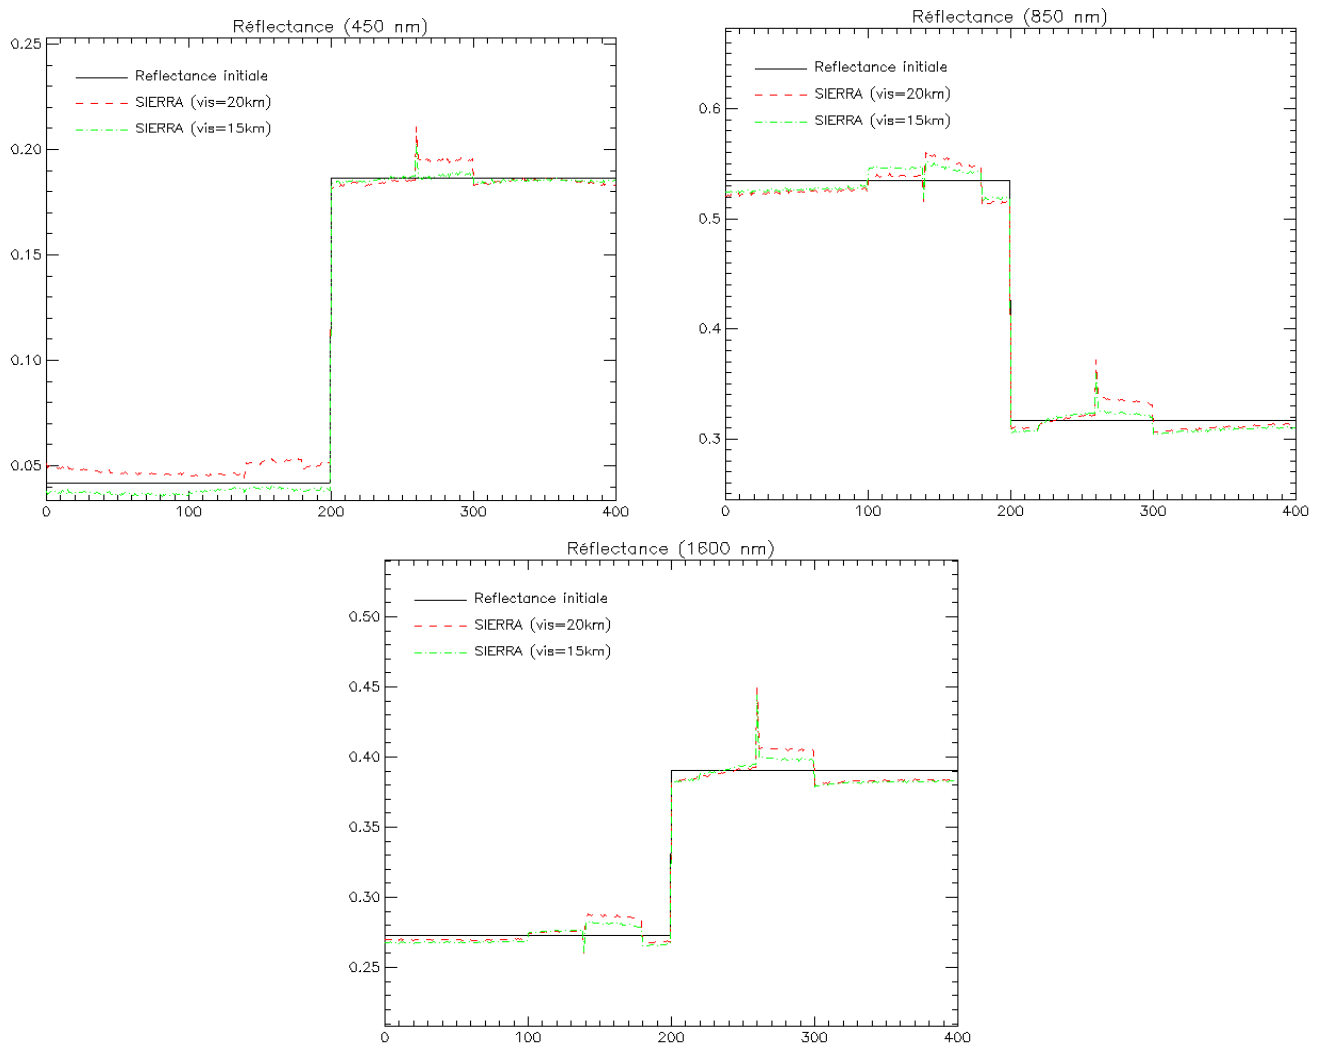 Réflectance (450 nm)
0.25
0.20
0.15
0.10
0.05
Reflectance initiale
SIERRA (vis=20km)
SIERRA (vis=15km)
0 100 200 300 400
Réflectance (850 nm)
0.6
0.5
0.4
0.3
Reflectance initiale
SIERRA (vis=20km)
SIERRA (vis=15km)
0 100 200 300 400
Réflectance (1600 nm)
0.50
0.45
0.40
0.35
0.30
0.25
Reflectance initiale
SIERRA (vis=20km)
SIERRA (vis=15km)
0 100 200 300 400